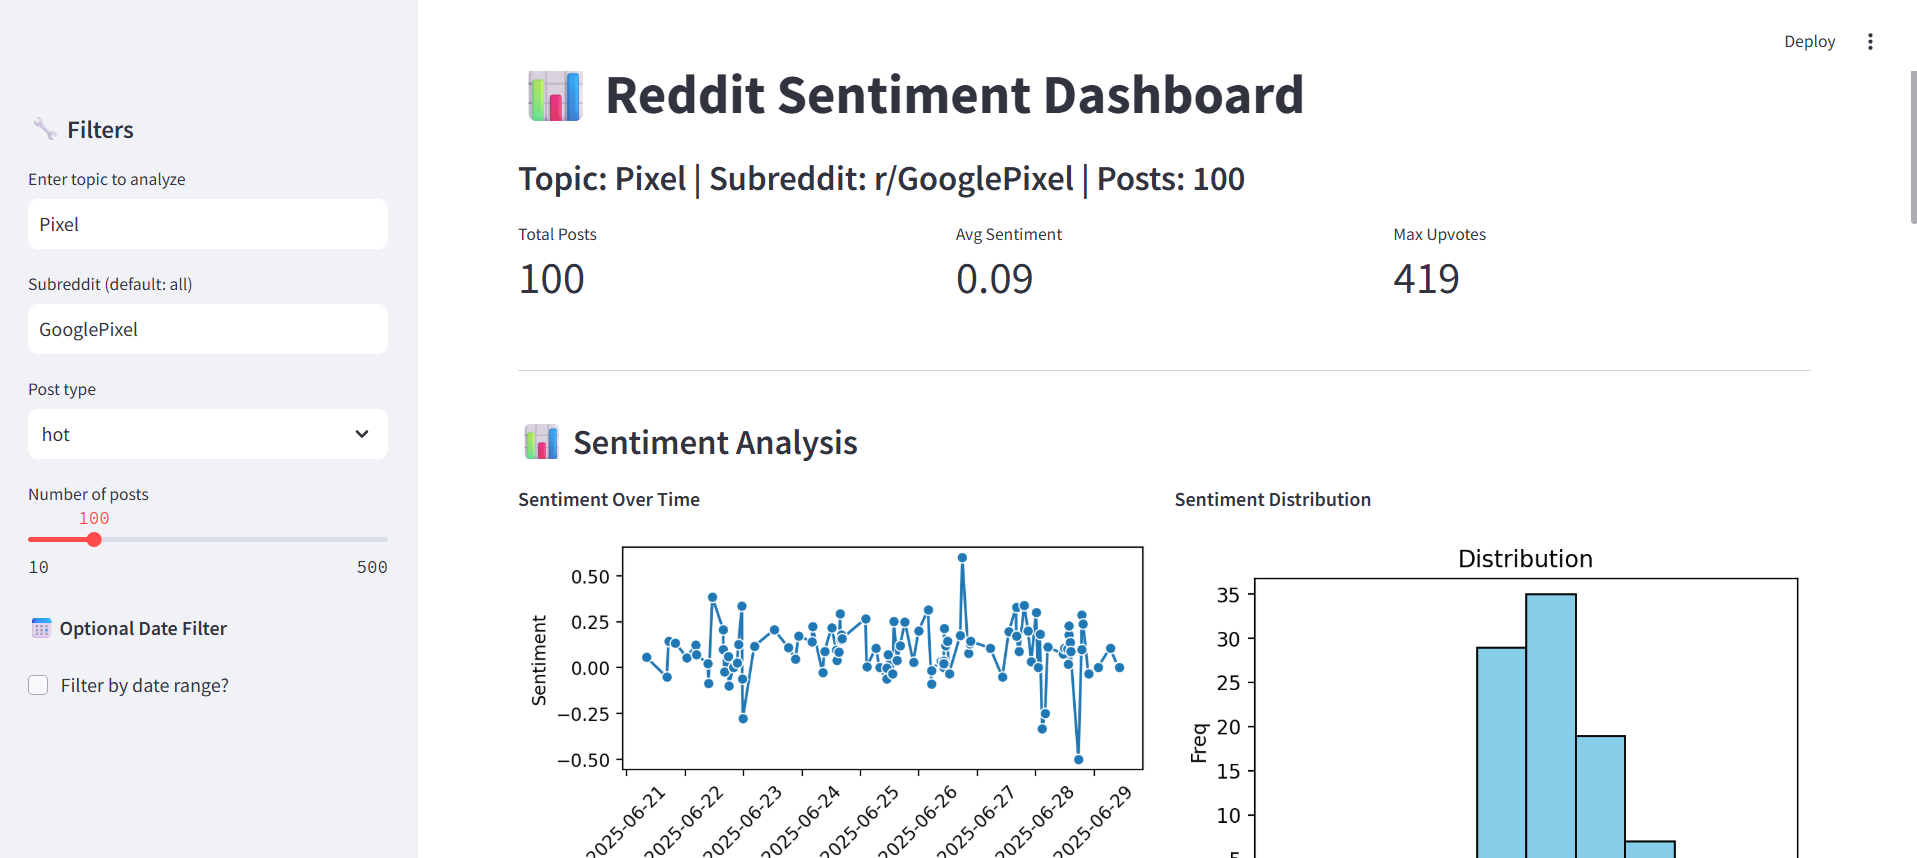 Deploy
Filters
Enter topic to analyze
Pixel
Subreddit (default: all)
GooglePixel
Post type
hot
Number of posts
100
10 500
Optional Date Filter
Filter by date range?
Reddit Sentiment Dashboard
Topic: Pixel | Subreddit: r/GooglePixel | Posts: 100
Total Posts Avg Sentiment Max Upvotes
100 0.09 419
Sentiment Analysis
Sentiment Over Time
Sentiment
0.50
0.25
0.00
−0.25
−0.50
2025-06-21 2025-06-22 2025-06-23 2025-06-24 2025-06-25 2025-06-26 2025-06-27 2025-06-28 2025-06-29
Sentiment Distribution
Distribution
Freq
35
30
25
20
15
10
5